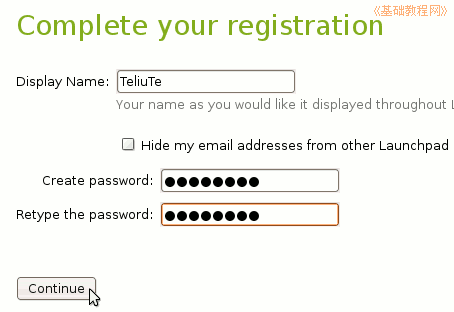 《基础教程网》
Complete your registration
Display Name: TeliuTe
Your name as you would like it displayed throughout L
Hide my email addresses from other Launchpad
Create password: ●●●●●●●●
Retype the password: ●●●●●●●●
Continue